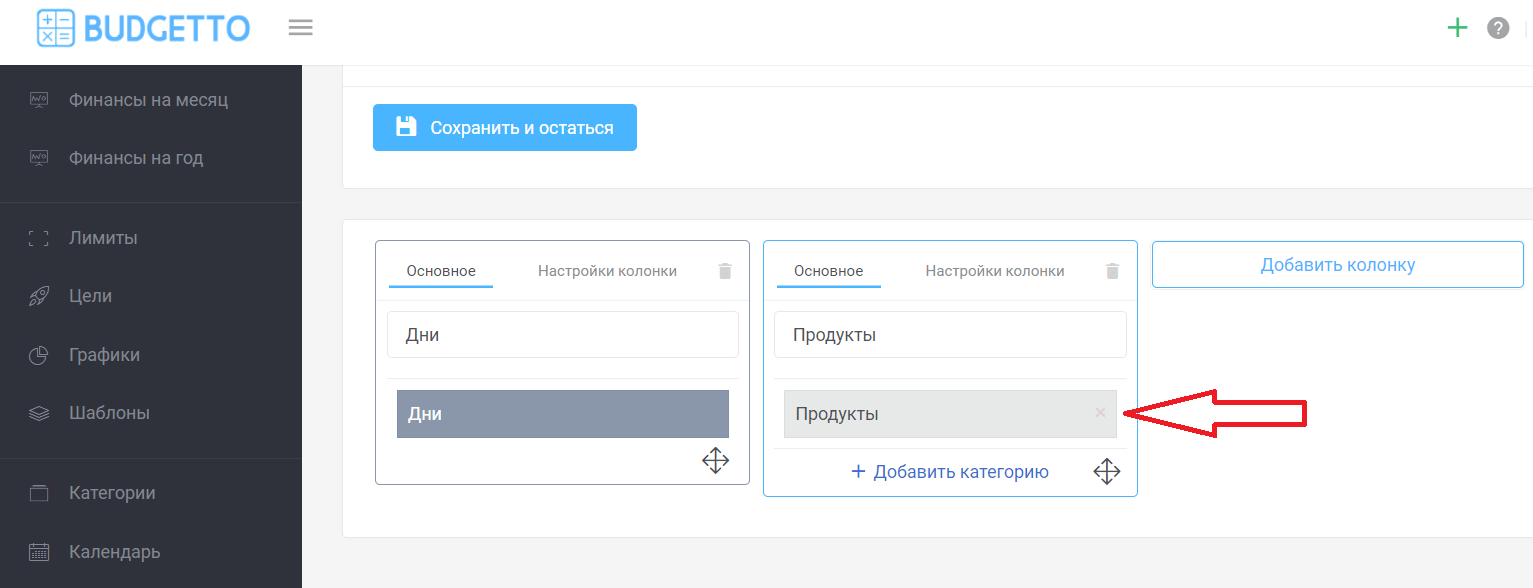 BUDGETTO
Финансы на месяц
Финансы на год
Лимиты
Цели
Графики
Шаблоны
Категории
Календарь
Сохранить и остаться
Основное Настройки колонки
Дни
Дни
Основное Настройки колонки
Продукты
Продукты ×
+ Добавить категорию
Добавить колонку